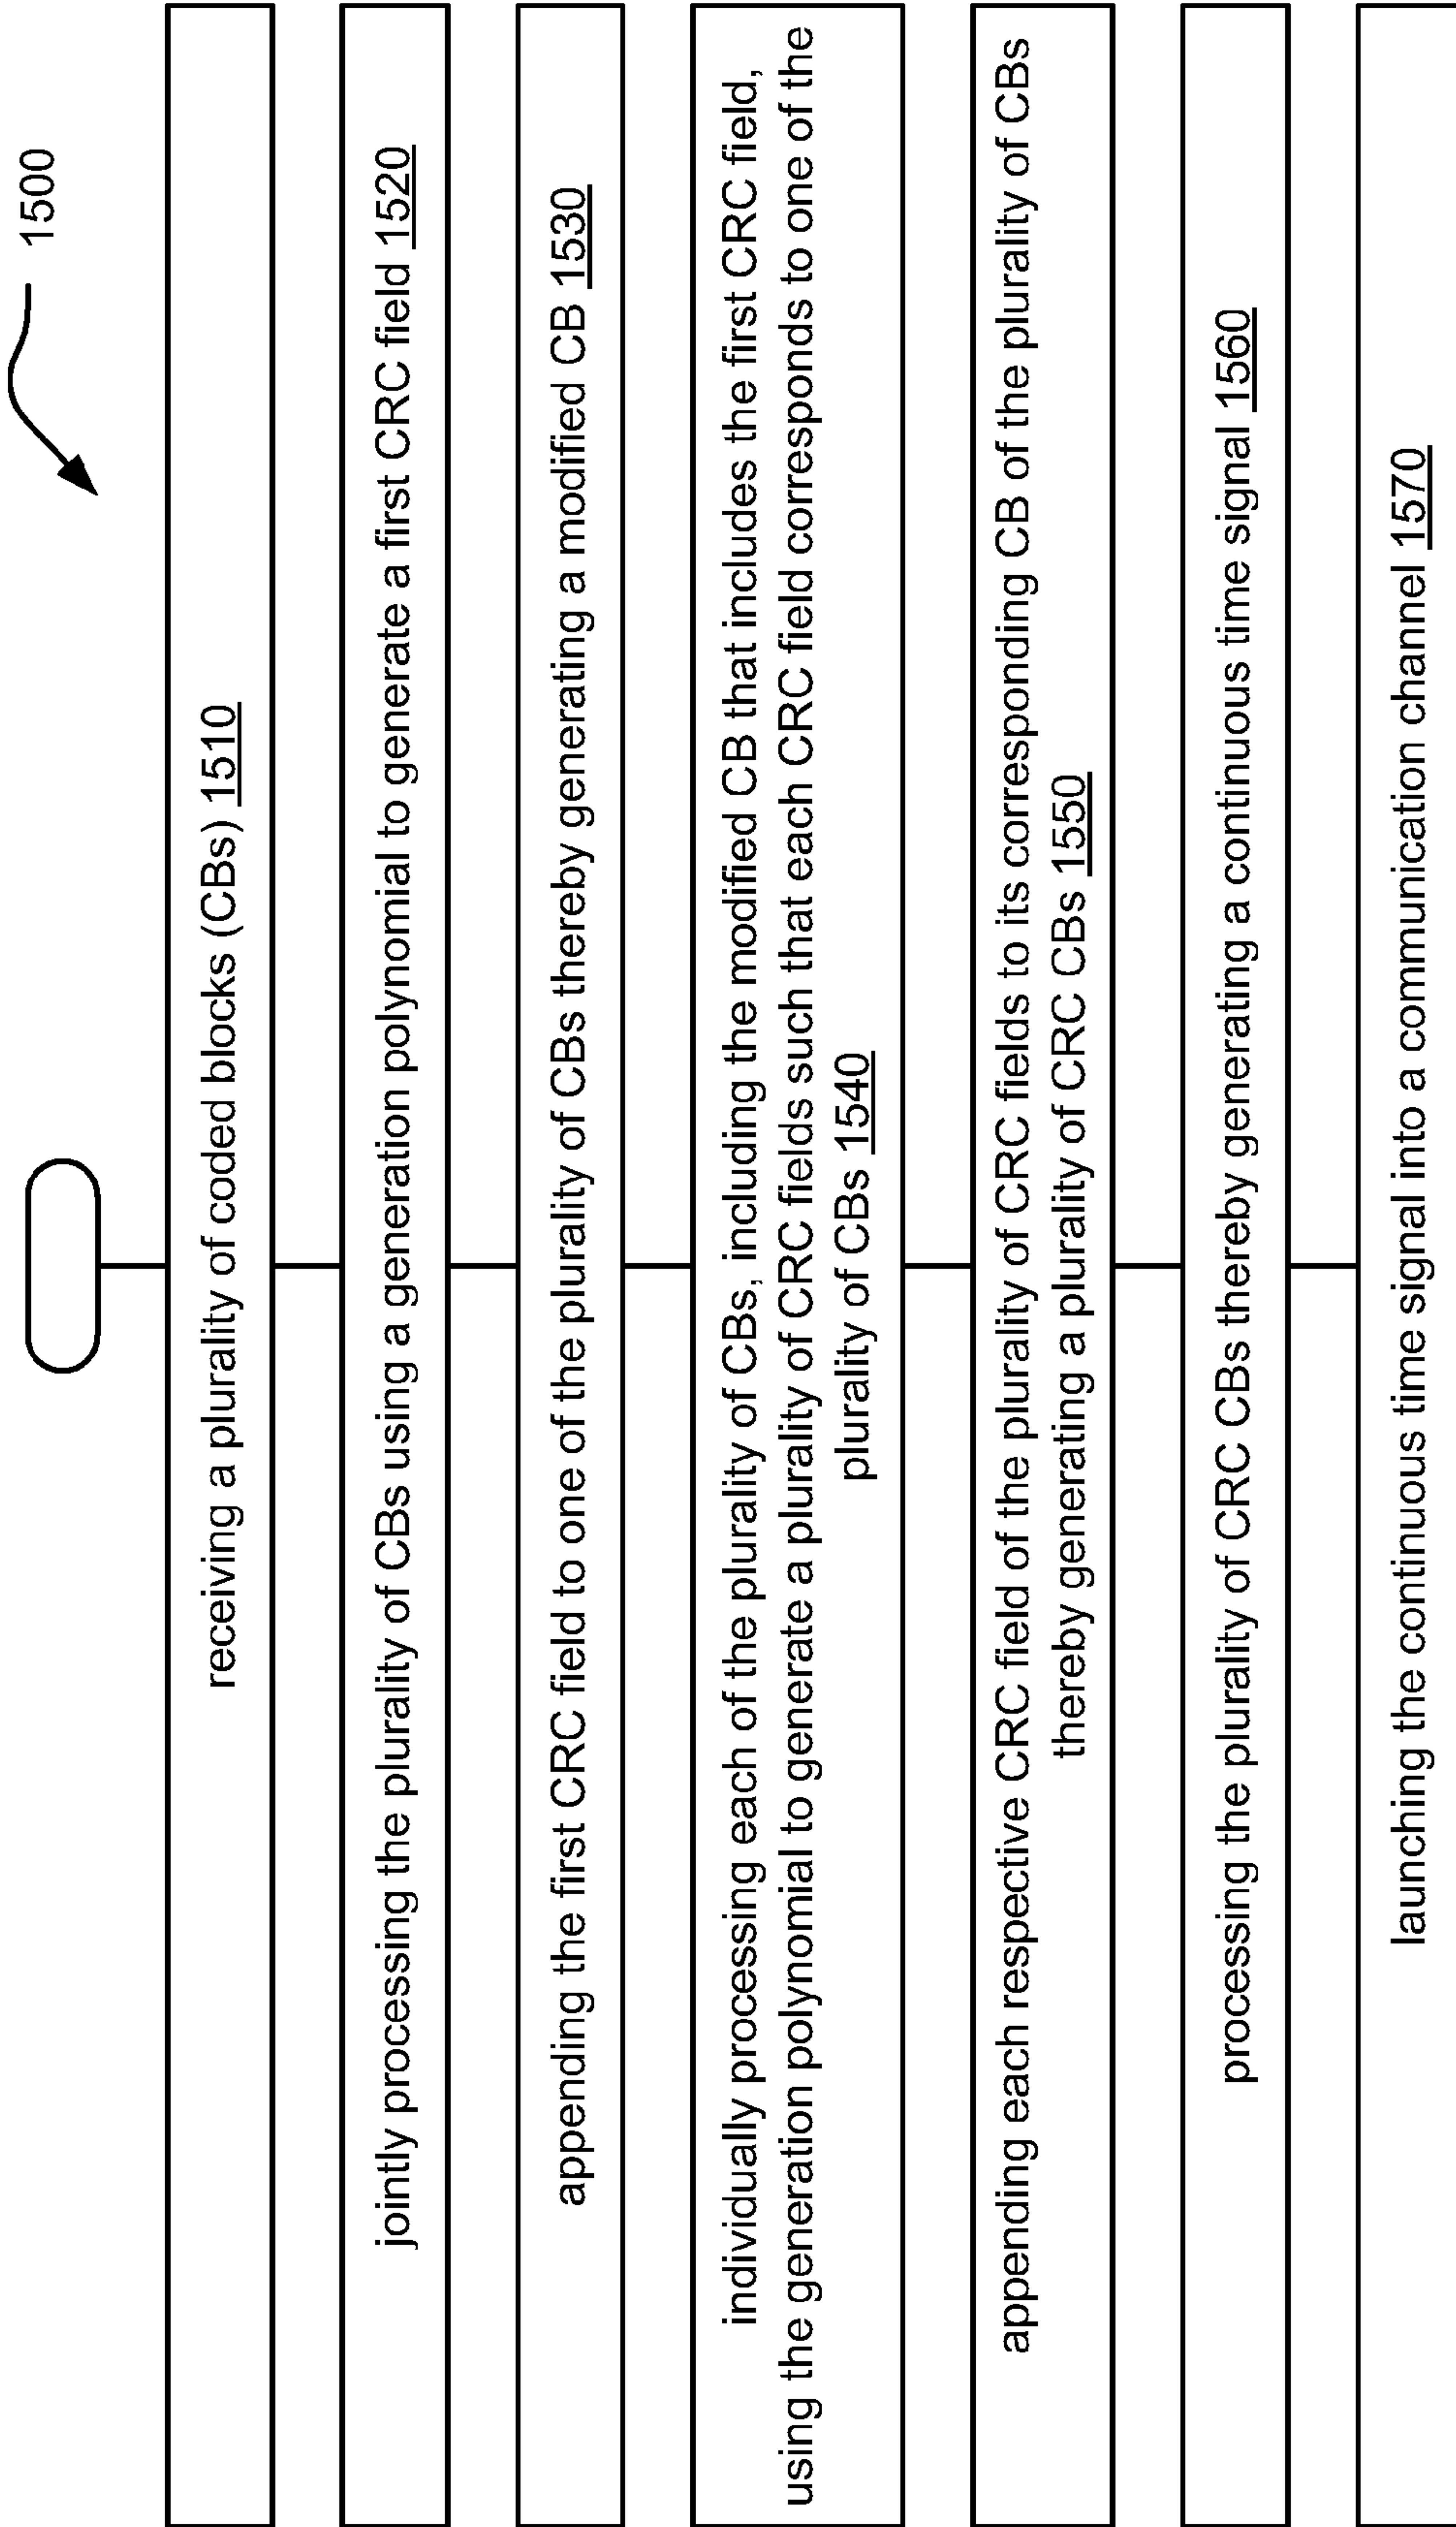 1500
receiving a plurality of coded blocks (CBs) 1510
jointly processing the plurality of CBs using a generation polynomial to generate a first CRC field 1520
appending the first CRC field to one of the plurality of CBs thereby generating a modified CB 1530
individually processing each of the plurality of CBs, including the modified CB that includes the first CRC field,
using the generation polynomial to generate a plurality of CRC fields such that each CRC field corresponds to one of the
plurality of CBs 1540
appending each respective CRC field of the plurality of CRC fields to its corresponding CB of the plurality of CBs
thereby generating a plurality of CRC CBs 1550
processing the plurality of CRC CBs thereby generating a continuous time signal 1560
launching the continuous time signal into a communication channel 1570